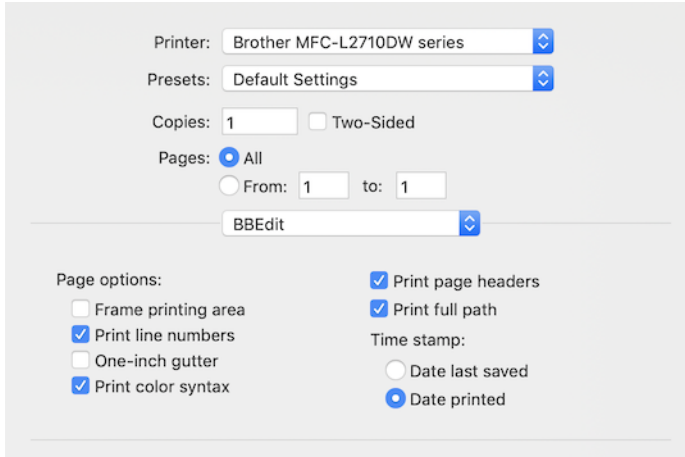 Printer: Brother MFC-L2710DW series
Presets: Default Settings
Copies: 1 Two-Sided
Pages: All
From: 1 to: 1
BBEdit
Page options:
Frame printing area
Print line numbers
One-inch gutter
Print color syntax
Print page headers
Print full path
Time stamp:
Date last saved
Date printed